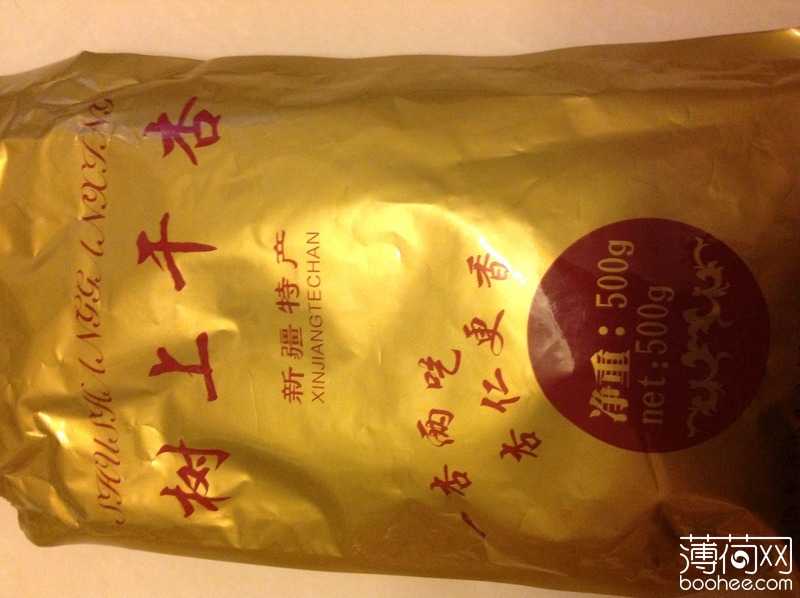 SHUSHANGGANXING
树上干杏
新疆特产
XINJIANGTECHAN
一杏两吃
杏仁更香
净重：500g
net:500g
薄荷网
boohee.com